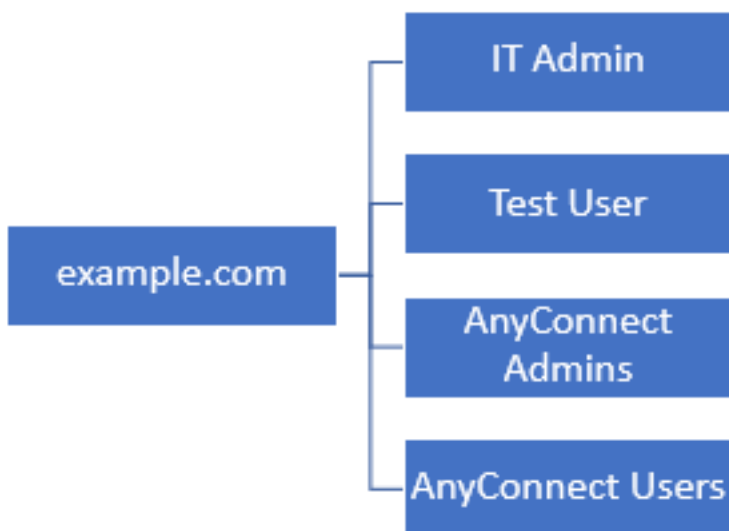 IT Admin
Test User
example.com
AnyConnect
Admins
AnyConnect Users